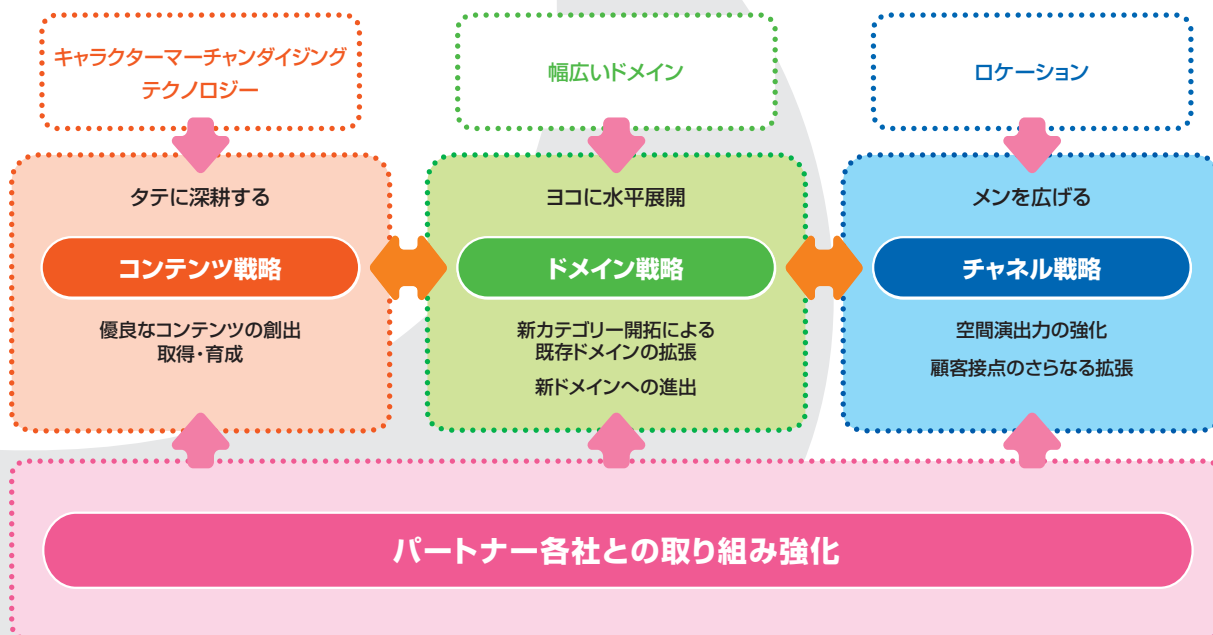 キャラクターマーチャンダイジング
テクノロジー
幅広いドメイン
ロケーション
タテに深耕する
コンテンツ戦略
優良なコンテンツの創出
取得・育成
ヨコに水平展開
ドメイン戦略
新カテゴリー開拓による
既存ドメインの拡張
新ドメインへの進出
メンを広げる
チャネル戦略
空間演出力の強化
顧客接点のさらなる拡張
パートナー各社との取り組み強化